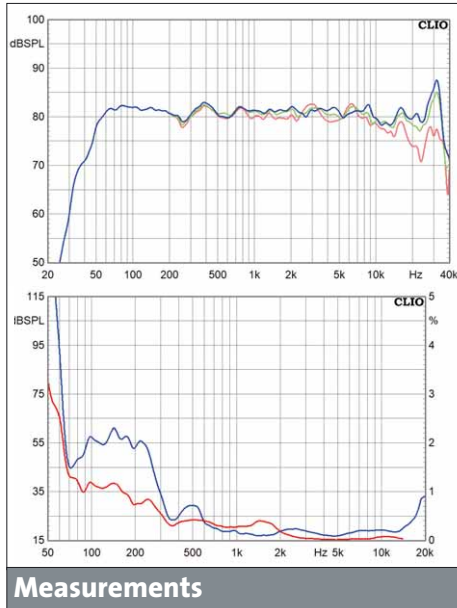 100
CLIO
dBSPL
90
80
70
60
50
20 50 100 200 500 1k 2k 5k 10k Hz 40k
115 CLIO 5
lBSPL %
95 4
75 3
55 2
35 1
15 0
50 100 200 500 1k 2k Hz 5k 10k 20k
Measurements